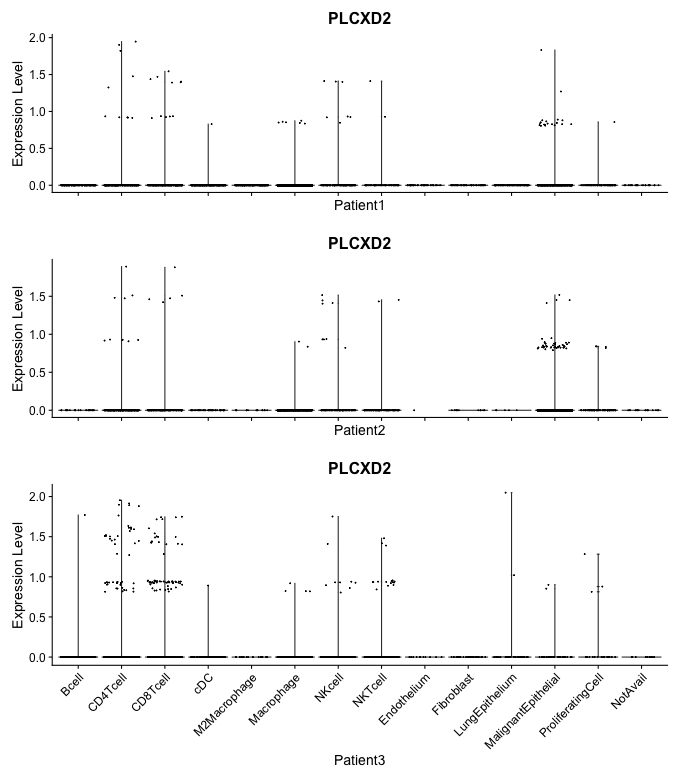 PLCXD2
Expression Level
2.0
1.5
1.0
0.5
0.0
Patient1
PLCXD2
Expression Level
1.5
1.0
0.5
0.0
Patient2
PLCXD2
Expression Level
2.0
1.5
1.0
0.5
0.0
Bcell
CD4Tcell
CD8Tcell
cDC
M2Macrophage
Macrophage
NKcell
NKTcell
Endothelium
Fibroblast
LungEpithelium
MalignantEpithelial
ProliferatingCell
NotAvail
Patient3